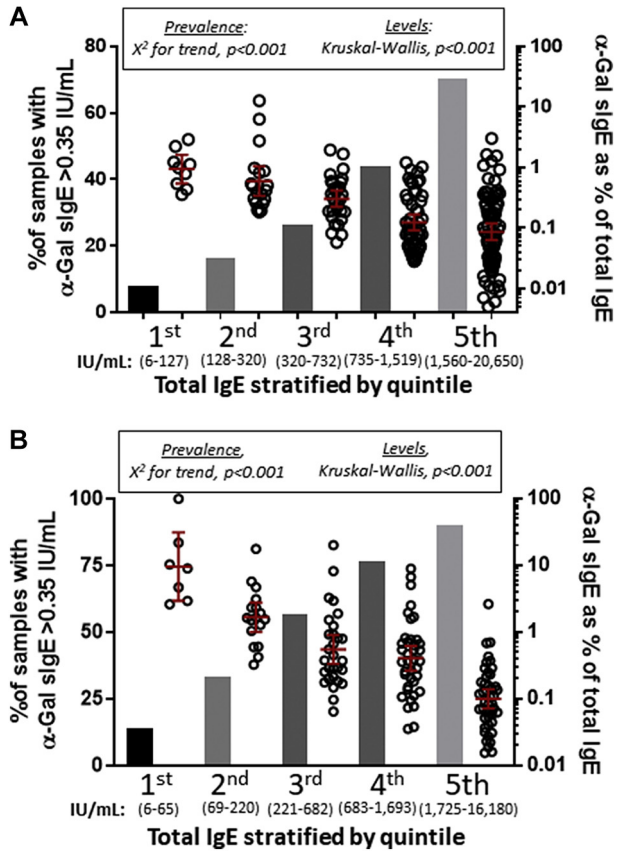 A
Prevalence: Levels:
X² for trend, p<0.001 Kruskal-Wallis, p<0.001
%of samples with
α-Gal sIgE >0.35 IU/mL
80
60
40
20
0
100
10
1
0.1
0.01
α-Gal sIgE as % of total IgE
1st 2nd 3rd 4th 5th
IU/mL: (6-127) (128-320) (320-732) (735-1,519) (1,560-20,650)
Total IgE stratified by quintile
B
Prevalence, Levels,
X² for trend, p<0.001 Kruskal-Wallis, p<0.001
%of samples with
α-Gal sIgE >0.35 IU/mL
100
75
50
25
0
100
10
1
0.1
0.01
α-Gal sIgE as % of total IgE
1st 2nd 3rd 4th 5th
IU/mL: (6-65) (69-220) (221-682) (683-1,693) (1,725-16,180)
Total IgE stratified by quintile